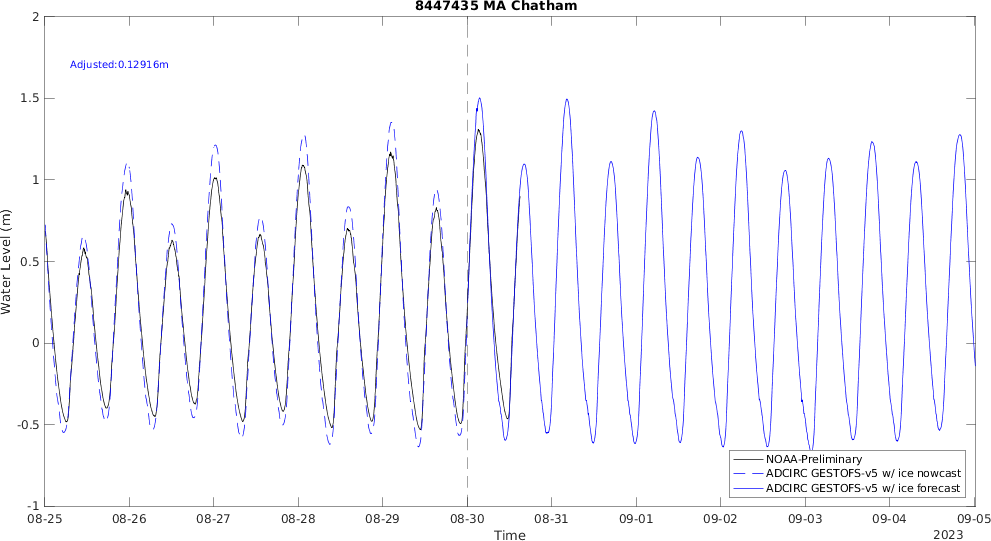 8447435 MA Chatham
2
1.5
1
0.5
0
-0.5
-1
Water Level (m)
Adjusted:0.12916m
NOAA-Preliminary
ADCIRC GESTOFS-v5 w/ ice nowcast
ADCIRC GESTOFS-v5 w/ ice forecast
08-25 08-26 08-27 08-28 08-29 08-30 08-31 09-01 09-02 09-03 09-04 09-05
Time
2023